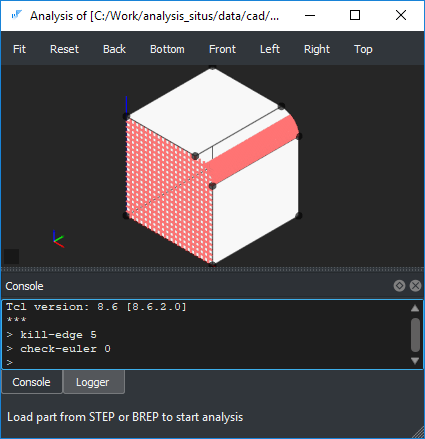 Analysis of [C:/Work/analysis_situs/data/cad/...
Fit Reset Back Bottom Front Left Right Top
Console
Tcl version: 8.6 [8.6.2.0]
***
> kill-edge 5
> check-euler 0
>
Console Logger
Load part from STEP or BREP to start analysis